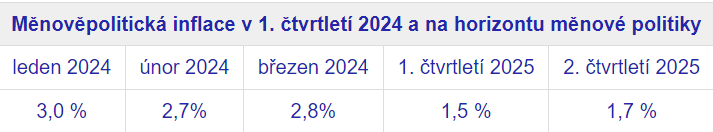 Měnověpolitická inflace v 1. čtvrtletí 2024 a na horizontu měnové politiky
leden 2024 únor 2024 březen 2024 1. čtvrtletí 2025 2. čtvrtletí 2025
3,0 % 2,7% 2,8% 1,5 % 1,7 %